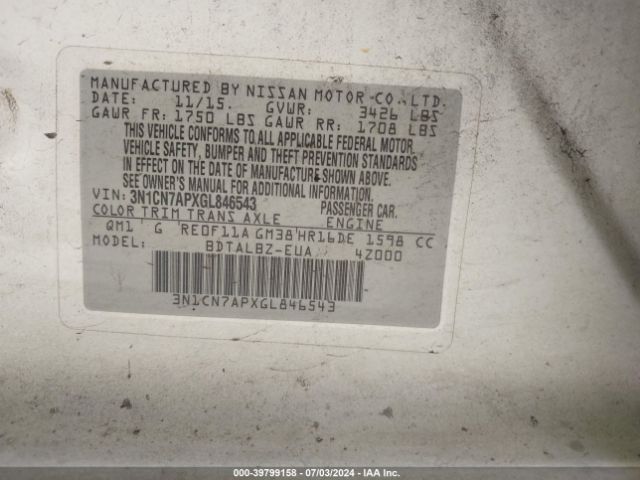 MANUFACTURED BY NISSAN MOTOR CO., LTD.
DATE: 11/15. GVWR: 3426 LBS
GAWR FR: 1750 LBS GAWR RR: 1708 LBS
THIS VEHICLE CONFORMS TO ALL APPLICABLE FEDERAL MOTOR
VEHICLE SAFETY, BUMPER AND THEFT PREVENTION STANDARDS
IN EFFECT ON THE DATE OF MANUFACTURE SHOWN ABOVE.
SEE OWNER'S MANUAL FOR ADDITIONAL INFORMATION
VIN: 3N1CN7APXGL846543 PASSENGER CAR.
COLOR TRIM TRANS AXLE ENGINE
QM1 G RE0F11A GM38 HR16DE 1598 CC
MODEL: BDTALBZ-EUA 4Z000
3N1CN7APXGL846543
000-39799158 - 07/03/2024 - IAA Inc.